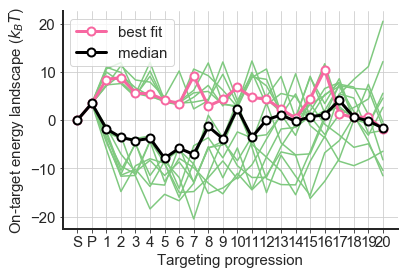 best fit
median
On-target energy landscape (k_BT)
20
10
0
−10
−20
S P 1 2 3 4 5 6 7 8 9 10 11 12 13 14 15 16 17 18 19 20
Targeting progression